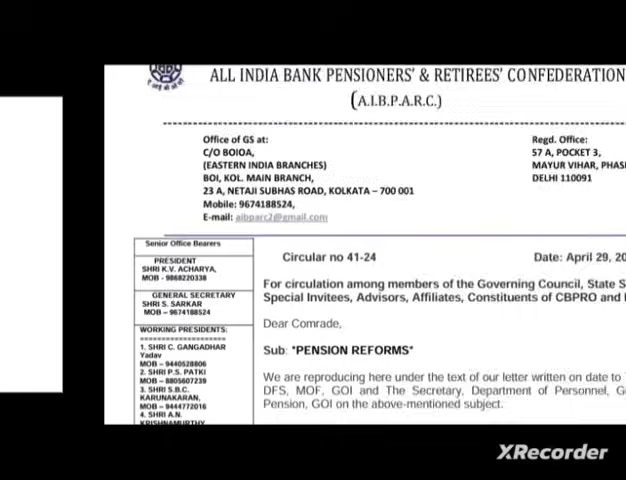 ALL INDIA BANK PENSIONERS' & RETIREES' CONFEDERATION
(A.I.B.P.A.R.C.)
Office of GS at:
C/O BOIOA,
(EASTERN INDIA BRANCHES)
BOI, KOL. MAIN BRANCH,
23 A, NETAJI SUBHAS ROAD, KOLKATA – 700 001
Mobile: 9674188524,
E-mail: aibparc2@gmail.com
Regd. Office:
57 A, POCKET 3,
MAYUR VIHAR, PHAS
DELHI 110091
Senior Office Bearers
PRESIDENT
SHRI K.V. ACHARYA,
MOB - 9868220338
GENERAL SECRETARY
SHRI S. SARKAR
MOB – 9674188524
WORKING PRESIDENTS:
====================
1. SHRI C. GANGADHAR
Yadav
MOB – 9440528806
2. SHRI P.S. PATKI
MOB – 8805607239
3. SHRI S.B.C.
KARUNAKARAN,
MOB – 9444772016
4. SHRI A.N.
KRISHNAMURTHY
Circular no 41-24 Date: April 29, 20
For circulation among members of the Governing Council, State S
Special Invitees, Advisors, Affiliates, Constituents of CBPRO and
Dear Comrade,
Sub: *PENSION REFORMS*
We are reproducing here under the text of our letter written on date to
DFS, MOF, GOI and The Secretary, Department of Personnel, G
Pension, GOI on the above-mentioned subject.
XRecorder